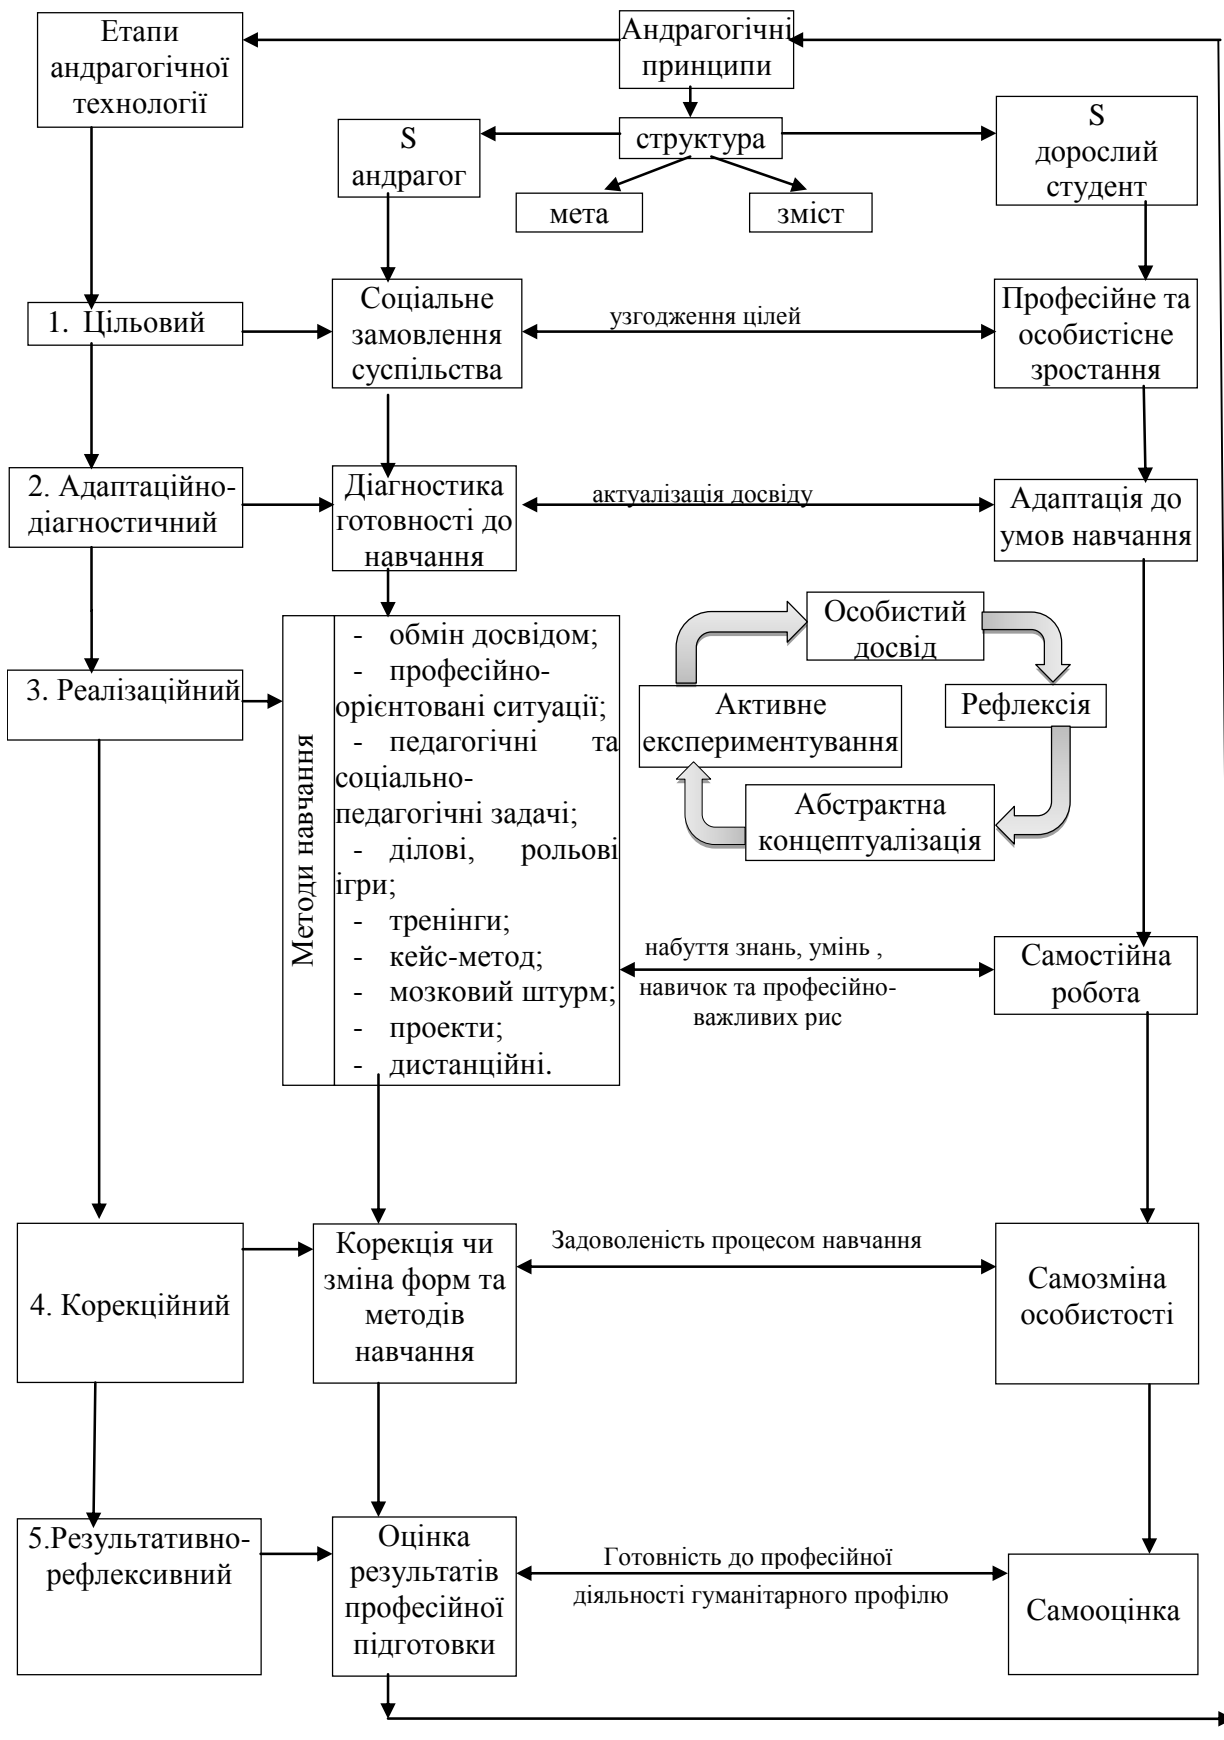 Етапи
андрагогічної
технології
Андрагогічні
принципи
S
андрагог
структура
S
дорослий
студент
мета
зміст
1. Цільовий
Соціальне
замовлення
суспільства
узгодження цілей
Професійне та
особистісне
зростання
2. Адаптаційно-
діагностичний
Діагностика
готовності до
навчання
актуалізація досвіду
Адаптація до
умов навчання
3. Реалізаційний
Методи навчання
- обмін досвідом;
- професійно-
орієнтовані ситуації;
- педагогічні та
соціально-
педагогічні задачі;
- ділові, рольові
ігри;
- тренінги;
- кейс-метод;
- мозковий штурм;
- проекти;
- дистанційні.
Особистий
досвід
Активне
експериментування
Рефлексія
Абстрактна
концептуалізація
набуття знань, умінь ,
навичок та професійно-
важливих рис
Самостійна
робота
4. Корекційний
Корекція чи
зміна форм та
методів
навчання
Задоволеність процесом навчання
Самозміна
особистості
5.Результативно-
рефлексивний
Оцінка
результатів
професійної
підготовки
Готовність до професійної
діяльності гуманітарного профілю
Самооцінка